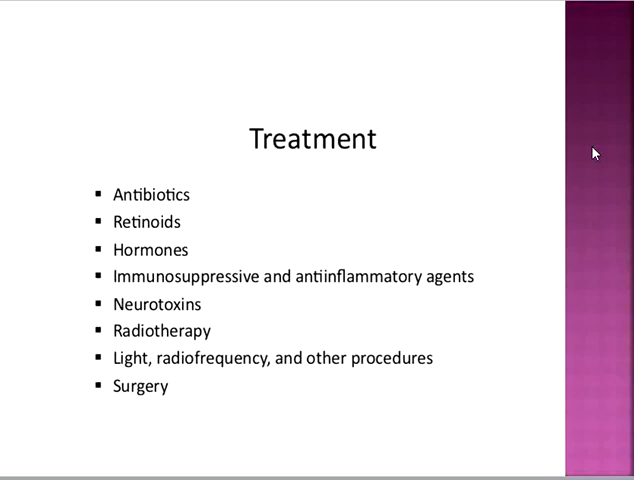 Treatment
▪ Antibiotics
▪ Retinoids
▪ Hormones
▪ Immunosuppressive and antiinflammatory agents
▪ Neurotoxins
▪ Radiotherapy
▪ Light, radiofrequency, and other procedures
▪ Surgery